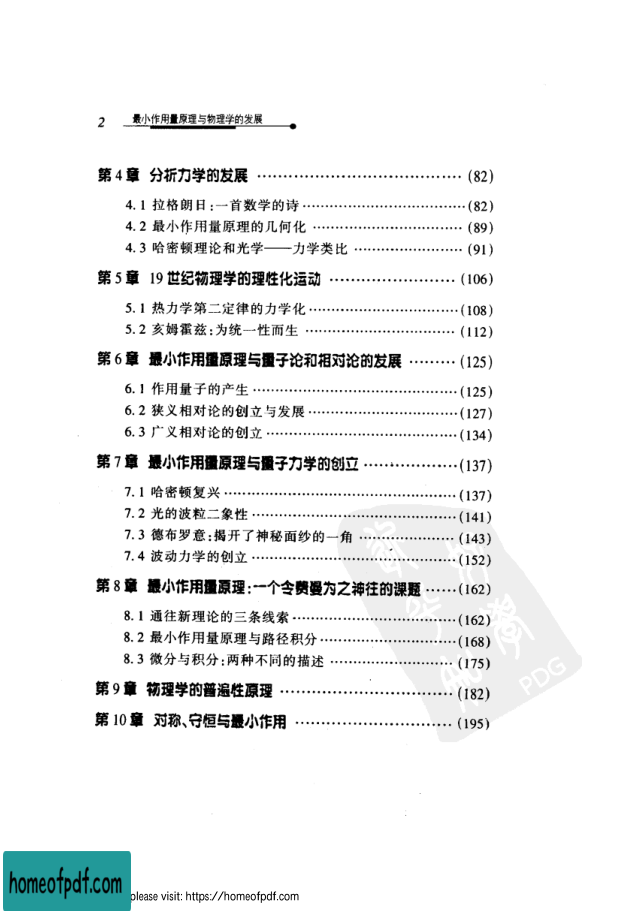 2 最小作用量原理与物理学的发展
第4章 分析力学的发展 …………………………………… (82)
4.1 拉格朗日:一首数学的诗 …………………………… (82)
4.2 最小作用量原理的几何化 ………………………… (89)
4.3 哈密顿理论和光学——力学类比 ………………… (91)
第5章 19世纪物理学的理性化运动 …………………… (106)
5.1 热力学第二定律的力学化 ………………………… (108)
5.2 亥姆霍兹:为统一性而生 ………………………… (112)
第6章 最小作用量原理与量子论和相对论的发展 ……… (125)
6.1 作用量子的产生 …………………………………… (125)
6.2 狭义相对论的创立与发展 ………………………… (127)
6.3 广义相对论的创立 ………………………………… (134)
第7章 最小作用量原理与量子力学的创立 ……………… (137)
7.1 哈密顿复兴 ………………………………………… (137)
7.2 光的波粒二象性 …………………………………… (141)
7.3 德布罗意:揭开了神秘面纱的一角 ……………… (143)
7.4 波动力学的创立 …………………………………… (152)
第8章 最小作用量原理:一个令费曼为之神往的课题 …… (162)
8.1 通往新理论的三条线索 …………………………… (162)
8.2 最小作用量原理与路径积分 ……………………… (168)
8.3 微分与积分:两种不同的描述 …………………… (175)
第9章 物理学的普遍性原理 …………………………… (182)
第10章 对称、守恒与最小作用 ………………………… (195)
PDG
homeofpdf.com
please visit: https://homeofpdf.com